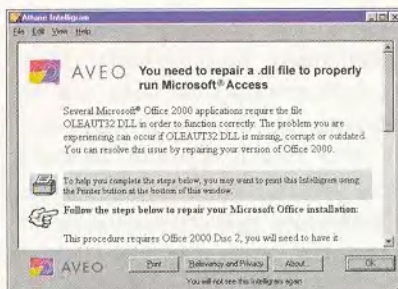 Attune Intelligram
File Edit View Help
AVEO
You need to repair a .dll file to properly
run Microsoft® Access
Several Microsoft® Office 2000 applications require the file
OLEAUT32 DLL in order to function correctly. The problem you are
experiencing can occur if OLEAUT32 DLL is missing, corrupt or outdated.
You can resolve this issue by repairing your version of Office 2000.
To help you complete the steps below, you may want to print this Intelligram using
the Printer button at the bottom of this window.
Follow the steps below to repair your Microsoft Office installation:
This procedure requires Office 2000 Disc 2, you will need to have it
AVEO
Print
Relevancy and Privacy
About...
OK
You will not see this Intelligram again